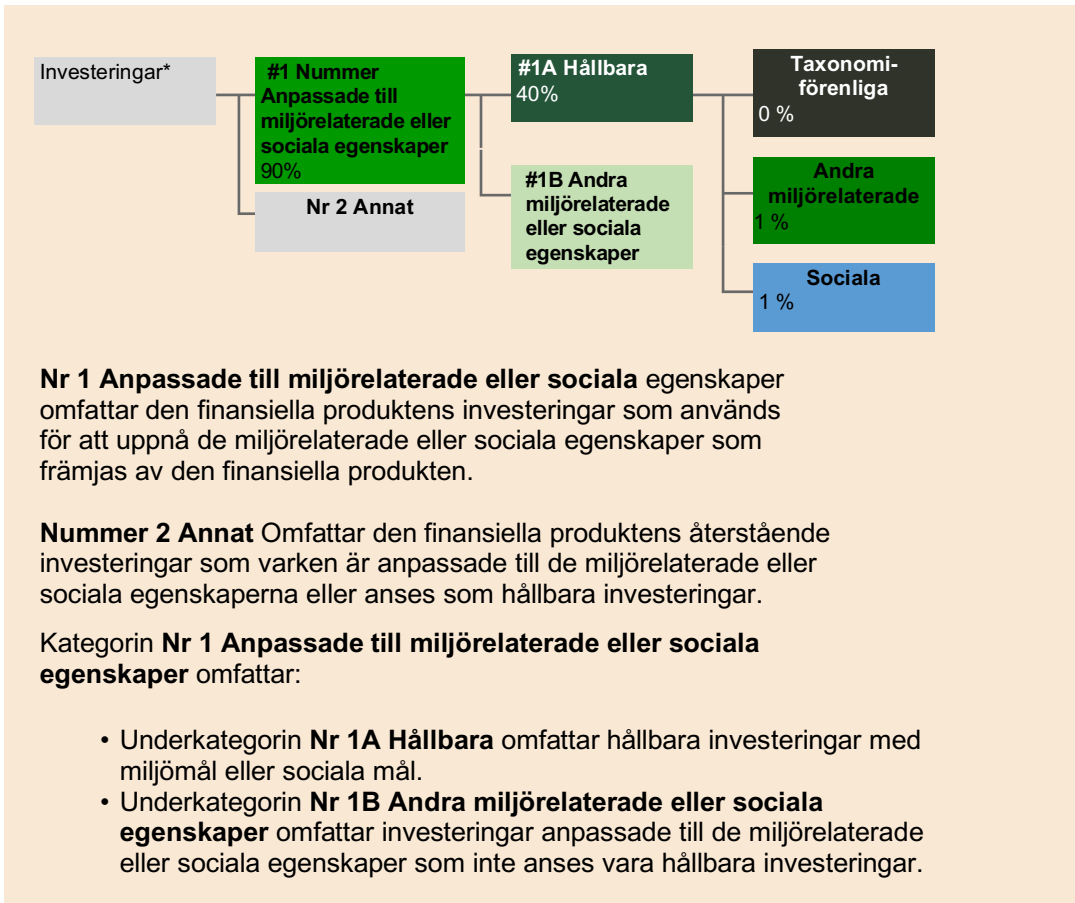 Investeringar*
#1 Nummer
Anpassade till
miljörelaterade eller
sociala egenskaper
90%
Nr 2 Annat
#1A Hållbara
40%
#1B Andra
miljörelaterade
eller sociala
egenskaper
Taxonomi-
förenliga
0 %
Andra
miljörelaterade
1 %
Sociala
1 %
Nr 1 Anpassade till miljörelaterade eller sociala egenskaper
omfattar den finansiella produktens investeringar som används
för att uppnå de miljörelaterade eller sociala egenskaper som
främjas av den finansiella produkten.
Nummer 2 Annat Omfattar den finansiella produktens återstående
investeringar som varken är anpassade till de miljörelaterade eller
sociala egenskaperna eller anses som hållbara investeringar.
Kategorin Nr 1 Anpassade till miljörelaterade eller sociala
egenskaper omfattar:
• Underkategorin Nr 1A Hållbara omfattar hållbara investeringar med
miljömål eller sociala mål.
• Underkategorin Nr 1B Andra miljörelaterade eller sociala
egenskaper omfattar investeringar anpassade till de miljörelaterade
eller sociala egenskaper som inte anses vara hållbara investeringar.